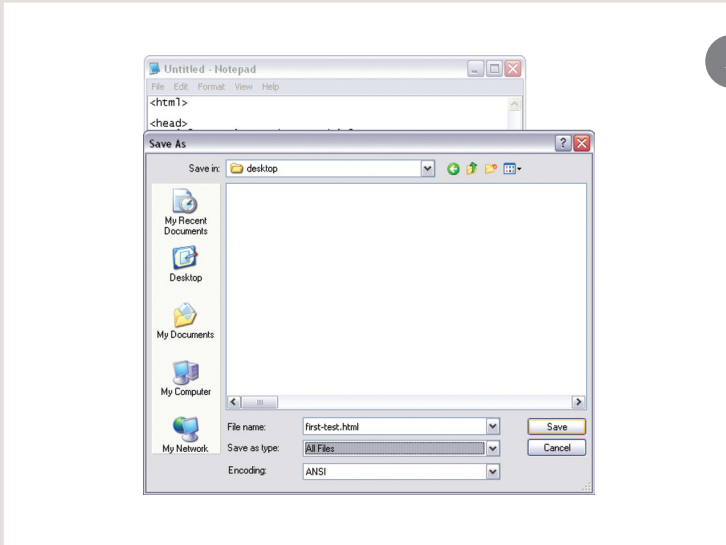 Untitled - Notepad
File Edit Format View Help
<html>
<head>
Save As
Save in: desktop
My Recent
Documents
Desktop
My Documents
My Computer
My Network
File name: first-test.html Save
Save as type: All Files Cancel
Encoding: ANSI